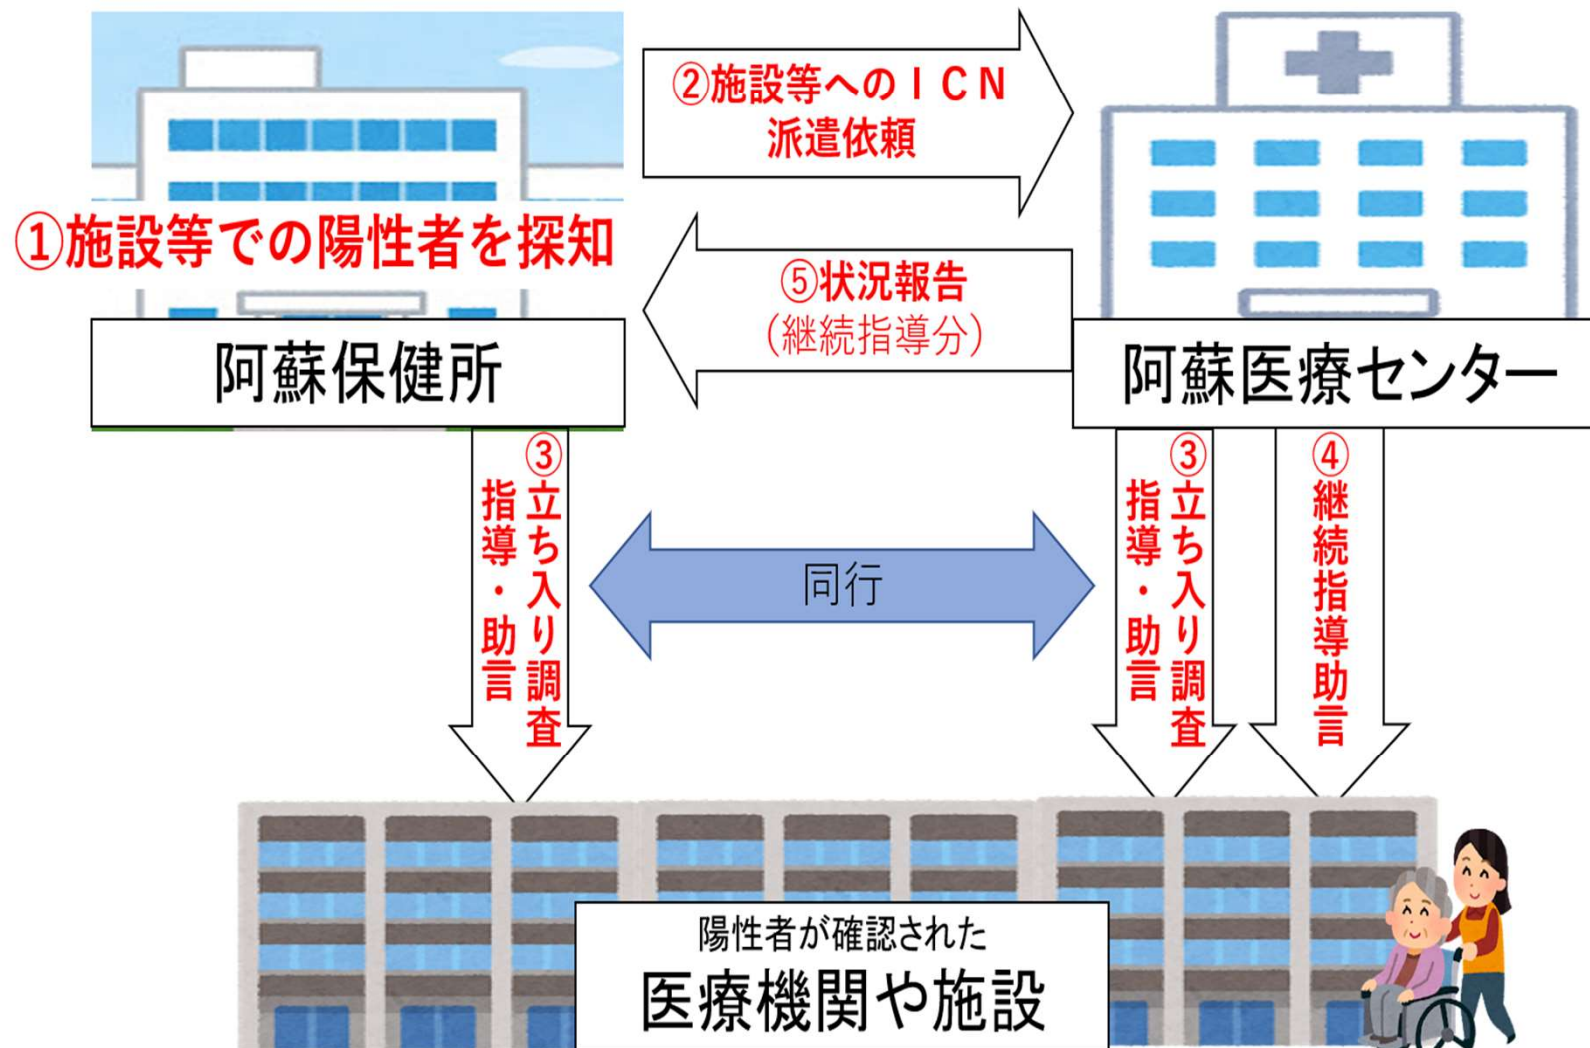 ②施設等へのＩＣＮ
派遣依頼
①施設等での陽性者を探知
⑤状況報告
(継続指導分)
阿蘇保健所
阿蘇医療センター
③立ち入り調査
指導・助言
同行
③立ち入り調査
指導・助言
④継続指導助言
陽性者が確認された
医療機関や施設